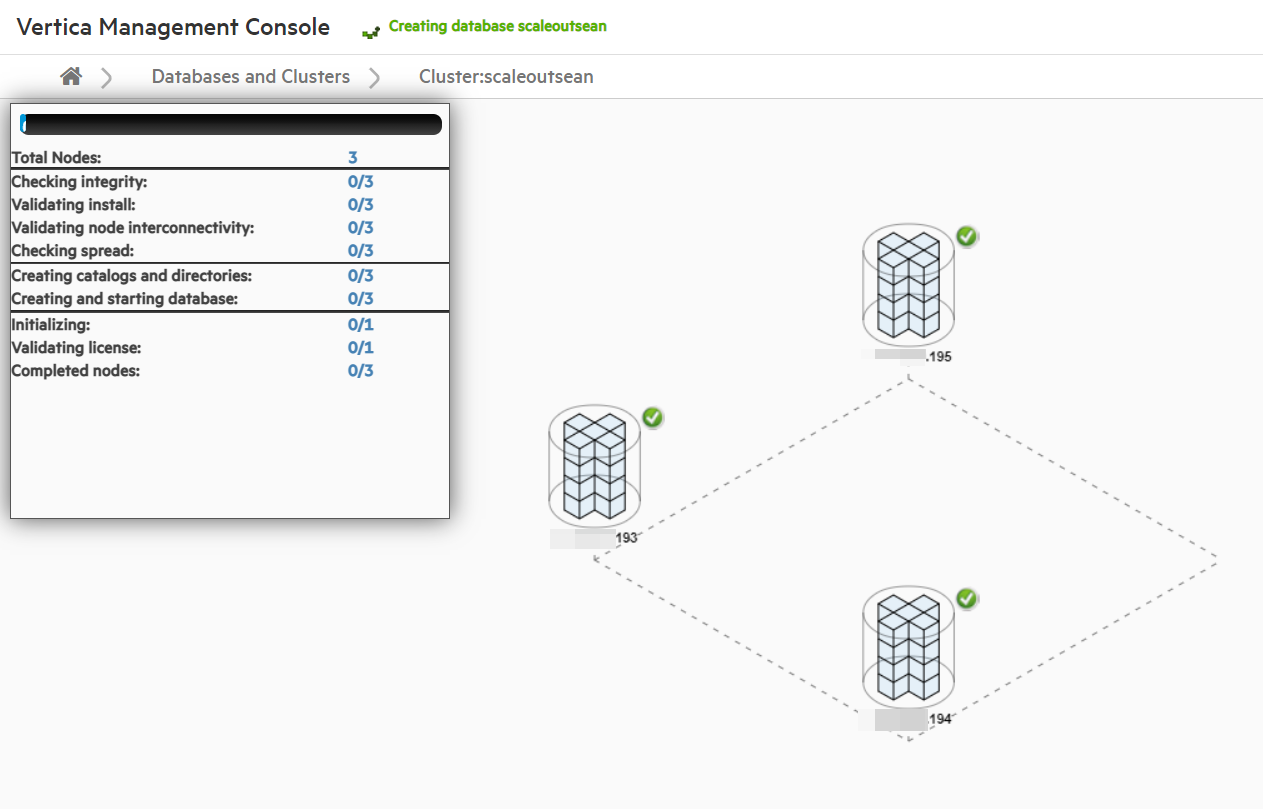 Vertica Management Console
Creating database scaleoutsean
Databases and Clusters
Cluster:scaleoutsean
Total Nodes: 3
Checking integrity: 0/3
Validating install: 0/3
Validating node interconnectivity: 0/3
Checking spread: 0/3
Creating catalogs and directories: 0/3
Creating and starting database: 0/3
Initializing: 0/1
Validating license: 0/1
Completed nodes: 0/3
.195
193
.194